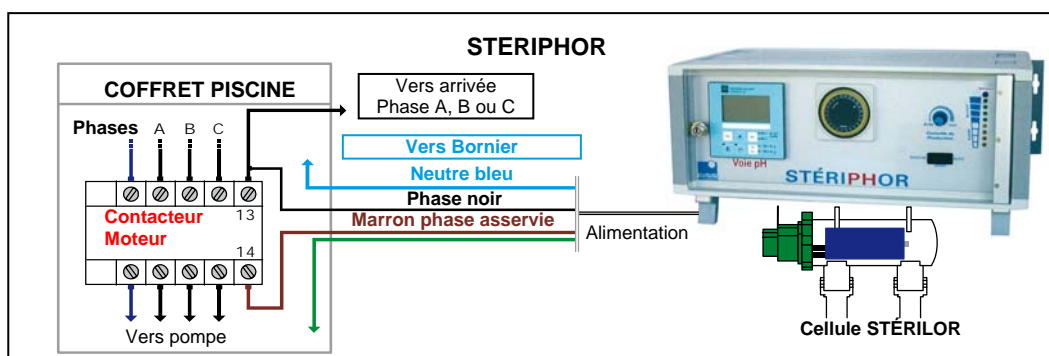 STERIPHOR
COFFRET PISCINE
Vers arrivée
Phase A, B ou C
Phases
A
B
C
Vers Bornier
Neutre bleu
Phase noir
Marron phase asservie
Contacteur
Moteur
13
14
Alimentation
Vers pompe
Voie pH
STÉRIPHOR
Cellule STÉRILOR